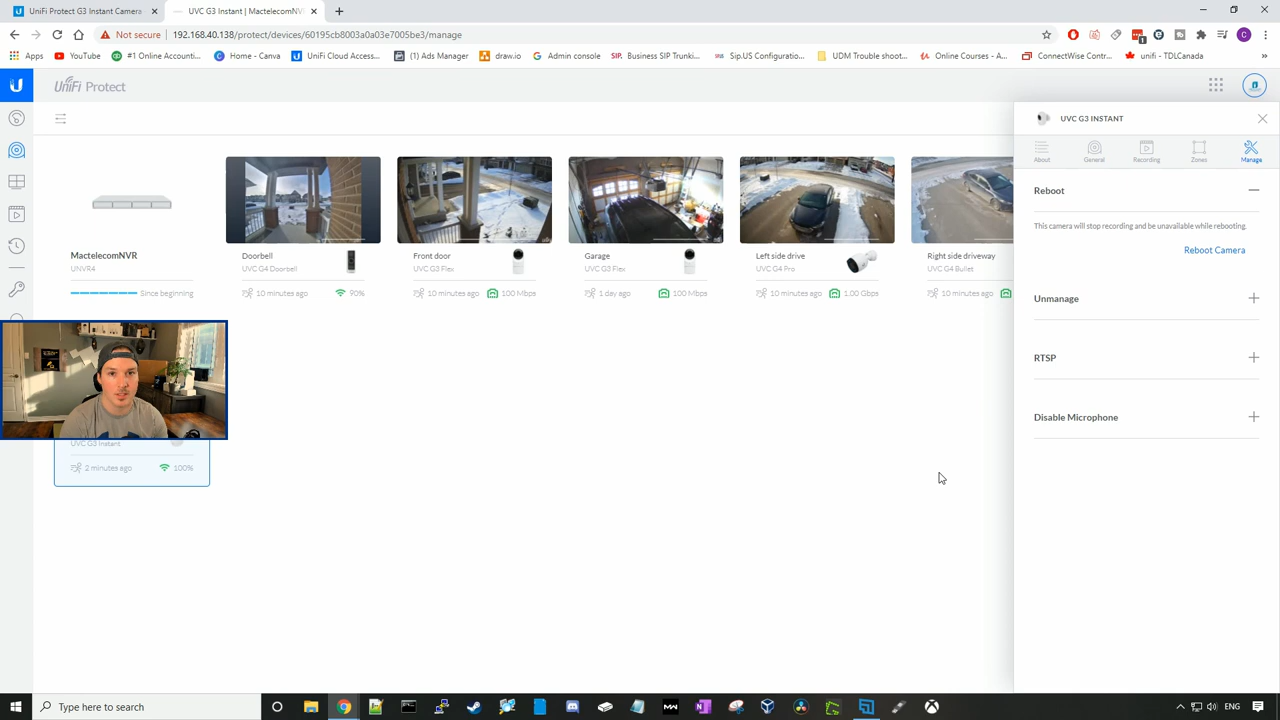 UniFi Protect G3 Instant Camera
UVC G3 Instant | MactelecomNV
Not secure
192.168.40.138/protect/devices/60195cb8003a0a03e7005be3/manage
Apps
YouTube
#1 Online Accounti...
Home - Canva
UniFi Cloud Access...
(1) Ads Manager
draw.io
Admin console
SIP. Business SIP Trunki...
Sip.US Configuratio...
UDM Trouble shoot...
Online Courses - A...
ConnectWise Contr...
unifi - TDLCanada
UniFi Protect
UVC G3 INSTANT
About
General
Recording
Zones
Manage
Reboot
This camera will stop recording and be unavailable while rebooting.
Reboot Camera
Unmanage
RTSP
Disable Microphone
MactelecomNVR
UNVR4
Since beginning
Doorbell
UVC G4 Doorbell
10 minutes ago
90%
Front door
UVC G3 Flex
10 minutes ago
100 Mbps
Garage
UVC G3 Flex
1 day ago
100 Mbps
Left side drive
UVC G4 Pro
10 minutes ago
1.00 Gbps
Right side driveway
UVC G4 Bullet
10 minutes ago
UVC G3 Instant
2 minutes ago
100%
Type here to search
ENG